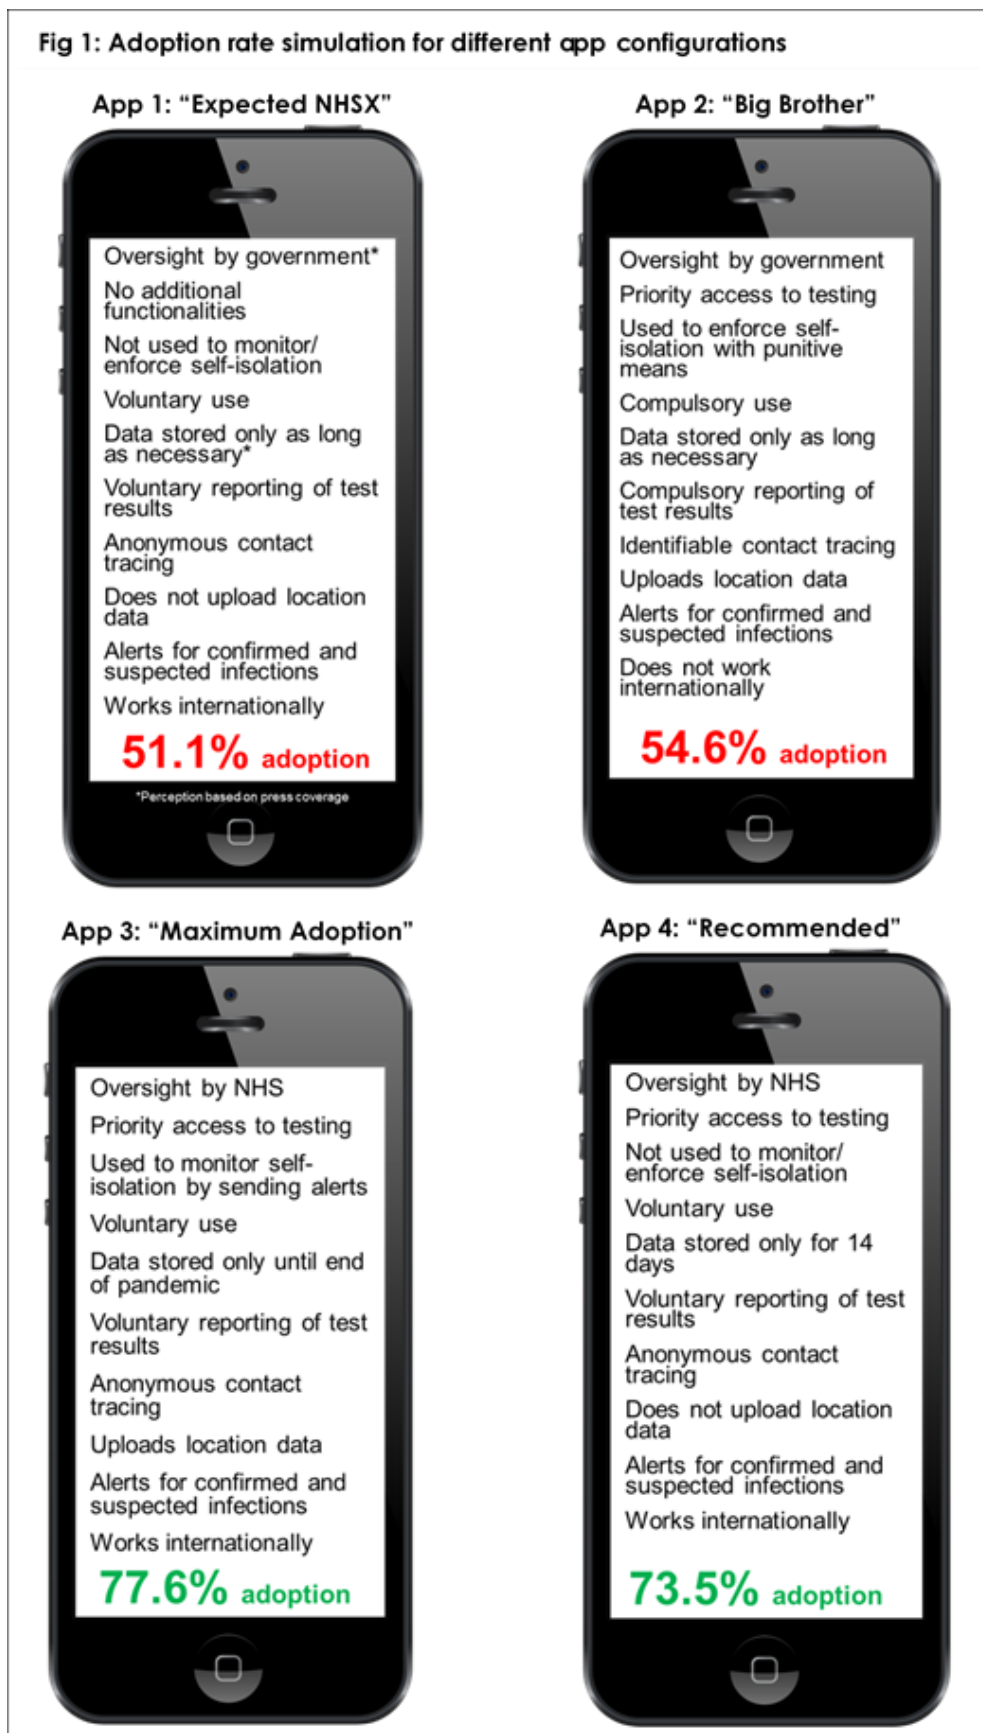 Fig 1: Adoption rate simulation for different app configurations
App 1: “Expected NHSX”
Oversight by government*
No additional
functionalities
Not used to monitor/
enforce self-isolation
Voluntary use
Data stored only as long
as necessary*
Voluntary reporting of test
results
Anonymous contact
tracing
Does not upload location
data
Alerts for confirmed and
suspected infections
Works internationally
51.1% adoption
*Perception based on press coverage
App 2: “Big Brother”
Oversight by government
Priority access to testing
Used to enforce self-
isolation with punitive
means
Compulsory use
Data stored only as long
as necessary
Compulsory reporting of
test results
Identifiable contact tracing
Uploads location data
Alerts for confirmed and
suspected infections
Does not work
internationally
54.6% adoption
App 3: “Maximum Adoption”
Oversight by NHS
Priority access to testing
Used to monitor self-
isolation by sending alerts
Voluntary use
Data stored only until end
of pandemic
Voluntary reporting of test
results
Anonymous contact
tracing
Uploads location data
Alerts for confirmed and
suspected infections
Works internationally
77.6% adoption
App 4: “Recommended”
Oversight by NHS
Priority access to testing
Not used to monitor/
enforce self-isolation
Voluntary use
Data stored only for 14
days
Voluntary reporting of test
results
Anonymous contact
tracing
Does not upload location
data
Alerts for confirmed and
suspected infections
Works internationally
73.5% adoption